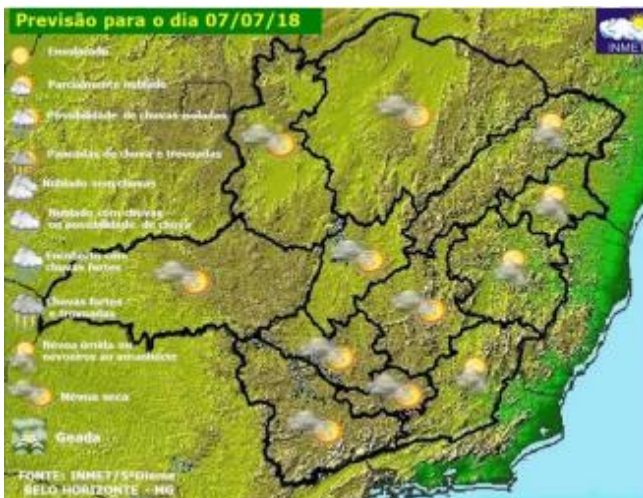 Previsão para o dia 07/07/18
INMET
Ensolarado
Parcialmente nublado
Possibilidade de chuvas isoladas
Pancadas de chuva e trovoadas
Nublado com chuvas
Nublado com chuvas
ou possibilidade de chuva
Encoberto com
chuvas fortes
Chuvas fortes
e trovoadas
Névoa úmida ou
nevoeiro ao amanhecer
Névoa seca
Geada
FONTE: INMET/5ºDisme
BELO HORIZONTE - MG